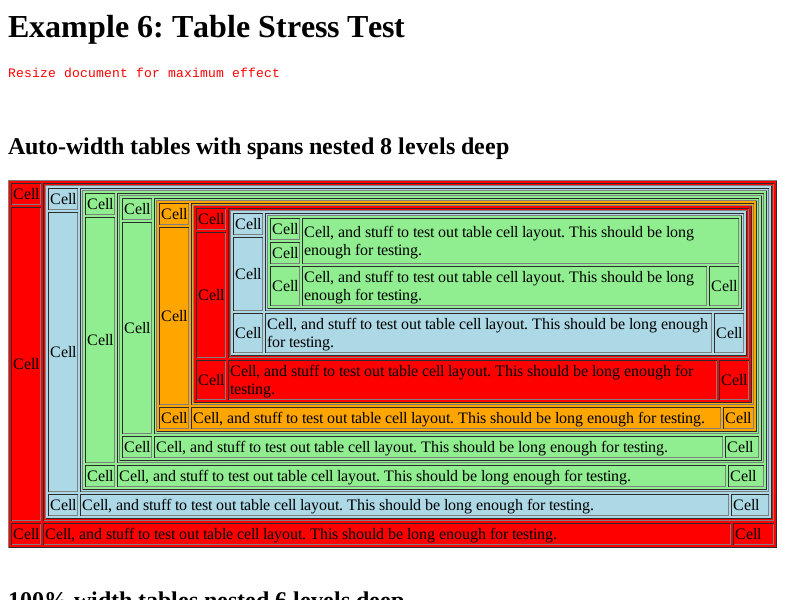 Example 6: Table Stress Test
Resize document for maximum effect
Auto-width tables with spans nested 8 levels deep
Cell
Cell
Cell
Cell
Cell
Cell
Cell
Cell
Cell, and stuff to test out table cell layout. This should be long
enough for testing.
Cell
Cell
Cell, and stuff to test out table cell layout. This should be long
enough for testing.
Cell
Cell
Cell
Cell, and stuff to test out table cell layout. This should be long enough
for testing.
Cell
Cell
Cell
Cell, and stuff to test out table cell layout. This should be long enough for
testing.
Cell
Cell
Cell
Cell, and stuff to test out table cell layout. This should be long enough for testing.
Cell
Cell
Cell
Cell, and stuff to test out table cell layout. This should be long enough for testing.
Cell
Cell
Cell
Cell, and stuff to test out table cell layout. This should be long enough for testing.
Cell
Cell
Cell
Cell, and stuff to test out table cell layout. This should be long enough for testing.
Cell
Cell
Cell
Cell, and stuff to test out table cell layout. This should be long enough for testing.
Cell
100% width tables nested 6 levels deep